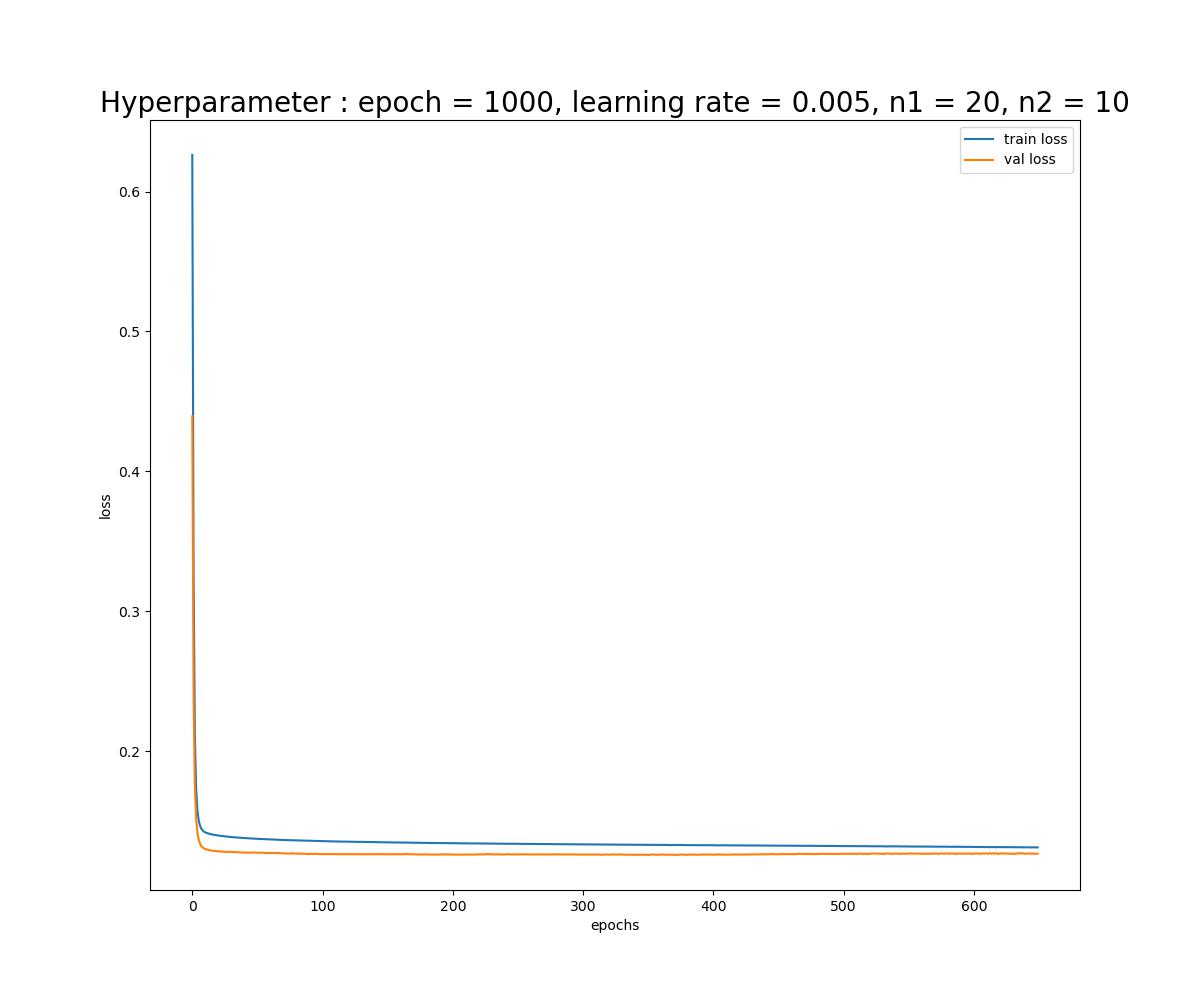 Hyperparameter : epoch = 1000, learning rate = 0.005, n1 = 20, n2 = 10
train loss
val loss
0.6
0.5
0.4
0.3
0.2
loss
0 100 200 300 400 500 600
epochs